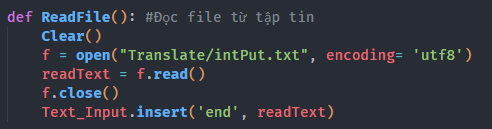 def ReadFile(): #Đọc file từ tập tin
    Clear()
    f = open("Translate/intPut.txt", encoding= 'utf8')
    readText = f.read()
    f.close()
    Text_Input.insert('end', readText)